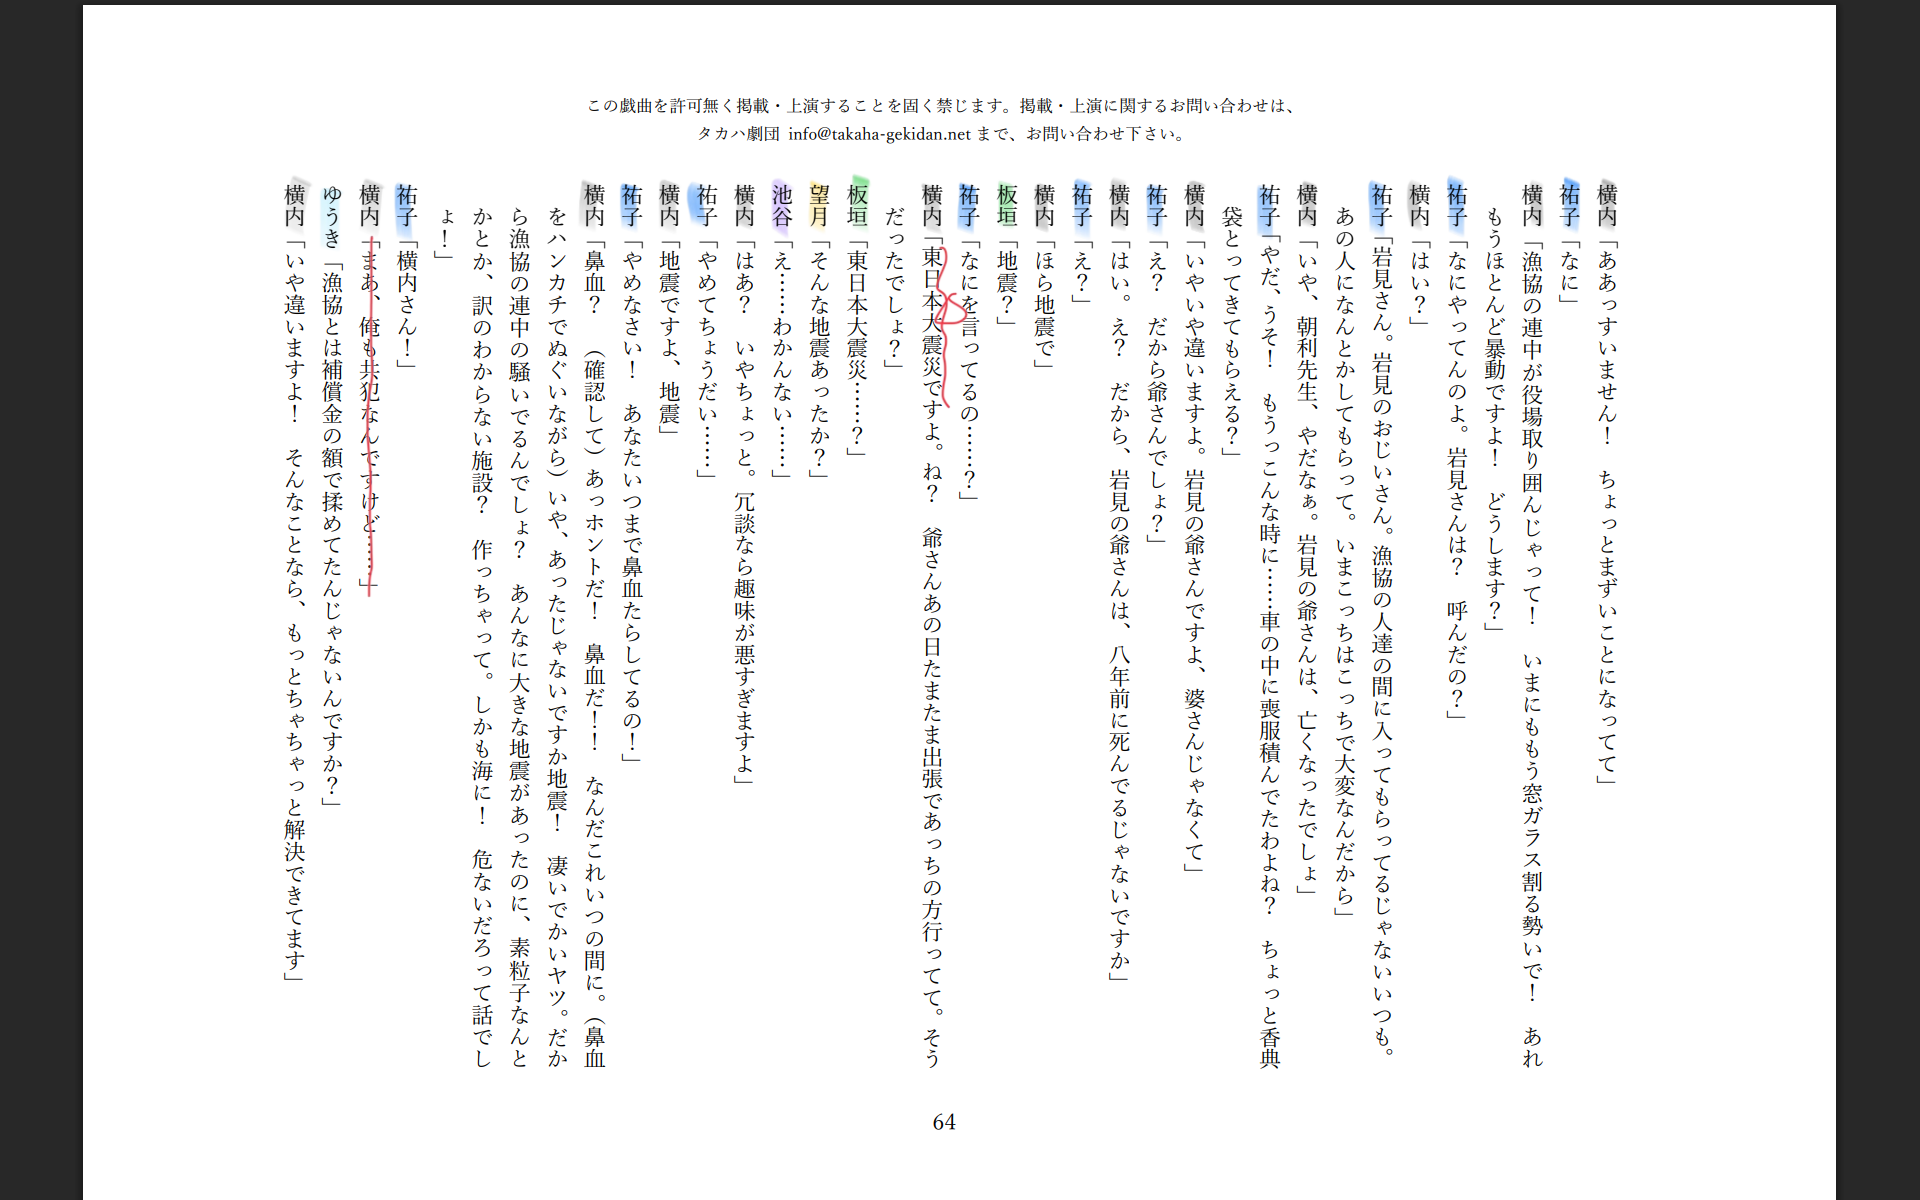 この戯曲を許可無く掲載・上演することを固く禁じます。掲載・上演に関するお問い合わせは、
タカハ劇団 info@takaha-gekidan.net まで、お問い合わせ下さい。
横内「ああっすいません！　ちょっとまずいことになってて」
祐子「なに」
横内「漁協の連中が役場取り囲んじゃって！　いまにももう窓ガラス割る勢いで！　あれ
もうほとんど暴動ですよ！　どうします？」
祐子「なにやってんのよ。岩見さんは？　呼んだの？」
横内「はい？」
祐子「岩見さん。岩見のおじいさん。漁協の人達の間に入ってもらってるじゃないいつも。
あの人になんとかしてもらって。いまこっちはこっちで大変なんだから」
横内「いや、朝利先生、やだなぁ。岩見の爺さんは、亡くなったでしょ」
祐子「やだ、うそ！　もうっこんな時に……車の中に喪服積んでたわよね？　ちょっと香典
袋とってきてもらえる？」
横内「いやいや違いますよ。岩見の爺さんですよ、婆さんじゃなくて」
祐子「え？　だから爺さんでしょ？」
横内「はい。え？　だから、岩見の爺さんは、八年前に死んでるじゃないですか」
祐子「え？」
横内「ほら地震で」
板垣「地震？」
祐子「なにを言ってるの……？」
横内「東日本大震災ですよ。ね？　爺さんあの日たまたま出張であっちの方行ってて。そう
だったでしょ？」
板垣「東日本大震災……？」
望月「そんな地震あったか？」
池谷「え……わかんない……」
横内「はあ？　いやちょっと。冗談なら趣味が悪すぎますよ」
祐子「やめてちょうだい……」
横内「地震ですよ、地震」
祐子「やめなさい！　あなたいつまで鼻血たらしてるの！」
横内「鼻血？　（確認して）あっホントだ！　鼻血だ！！　なんだこれいつの間に。（鼻血
をハンカチでぬぐいながら）いや、あったじゃないですか地震！　凄いでかいヤツ。だか
ら漁協の連中の騒いでるんでしょ？　あんなに大きな地震があったのに、素粒子なんと
かとか、訳のわからない施設？　作っちゃって。しかも海に！　危ないだろって話でし
ょ！」
祐子「横内さん！」
横内「まあ、俺も共犯なんですけど……」
ゆうき「漁協とは補償金の額で揉めてたんじゃないんですか？」
横内「いや違いますよ！　そんなことなら、もっとちゃちゃっと解決できてます」
64